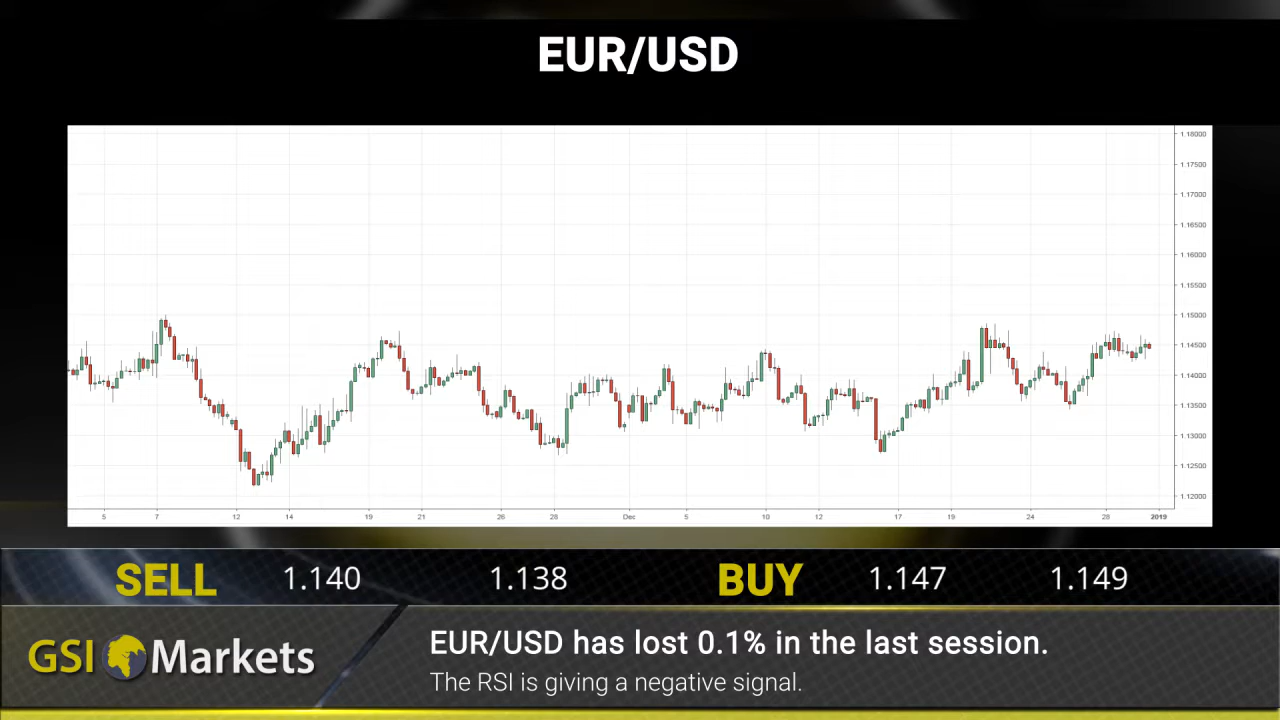 EUR/USD
1.18000
1.17500
1.17000
1.16500
1.16000
1.15500
1.15000
1.14500
1.14000
1.13500
1.13000
1.12500
1.12000
5 7 12 14 19 21 26 28 Dec 5 10 12 17 19 24 28 2019
SELL 1.140 1.138 BUY 1.147 1.149
GSI Markets
EUR/USD has lost 0.1% in the last session.
The RSI is giving a negative signal.